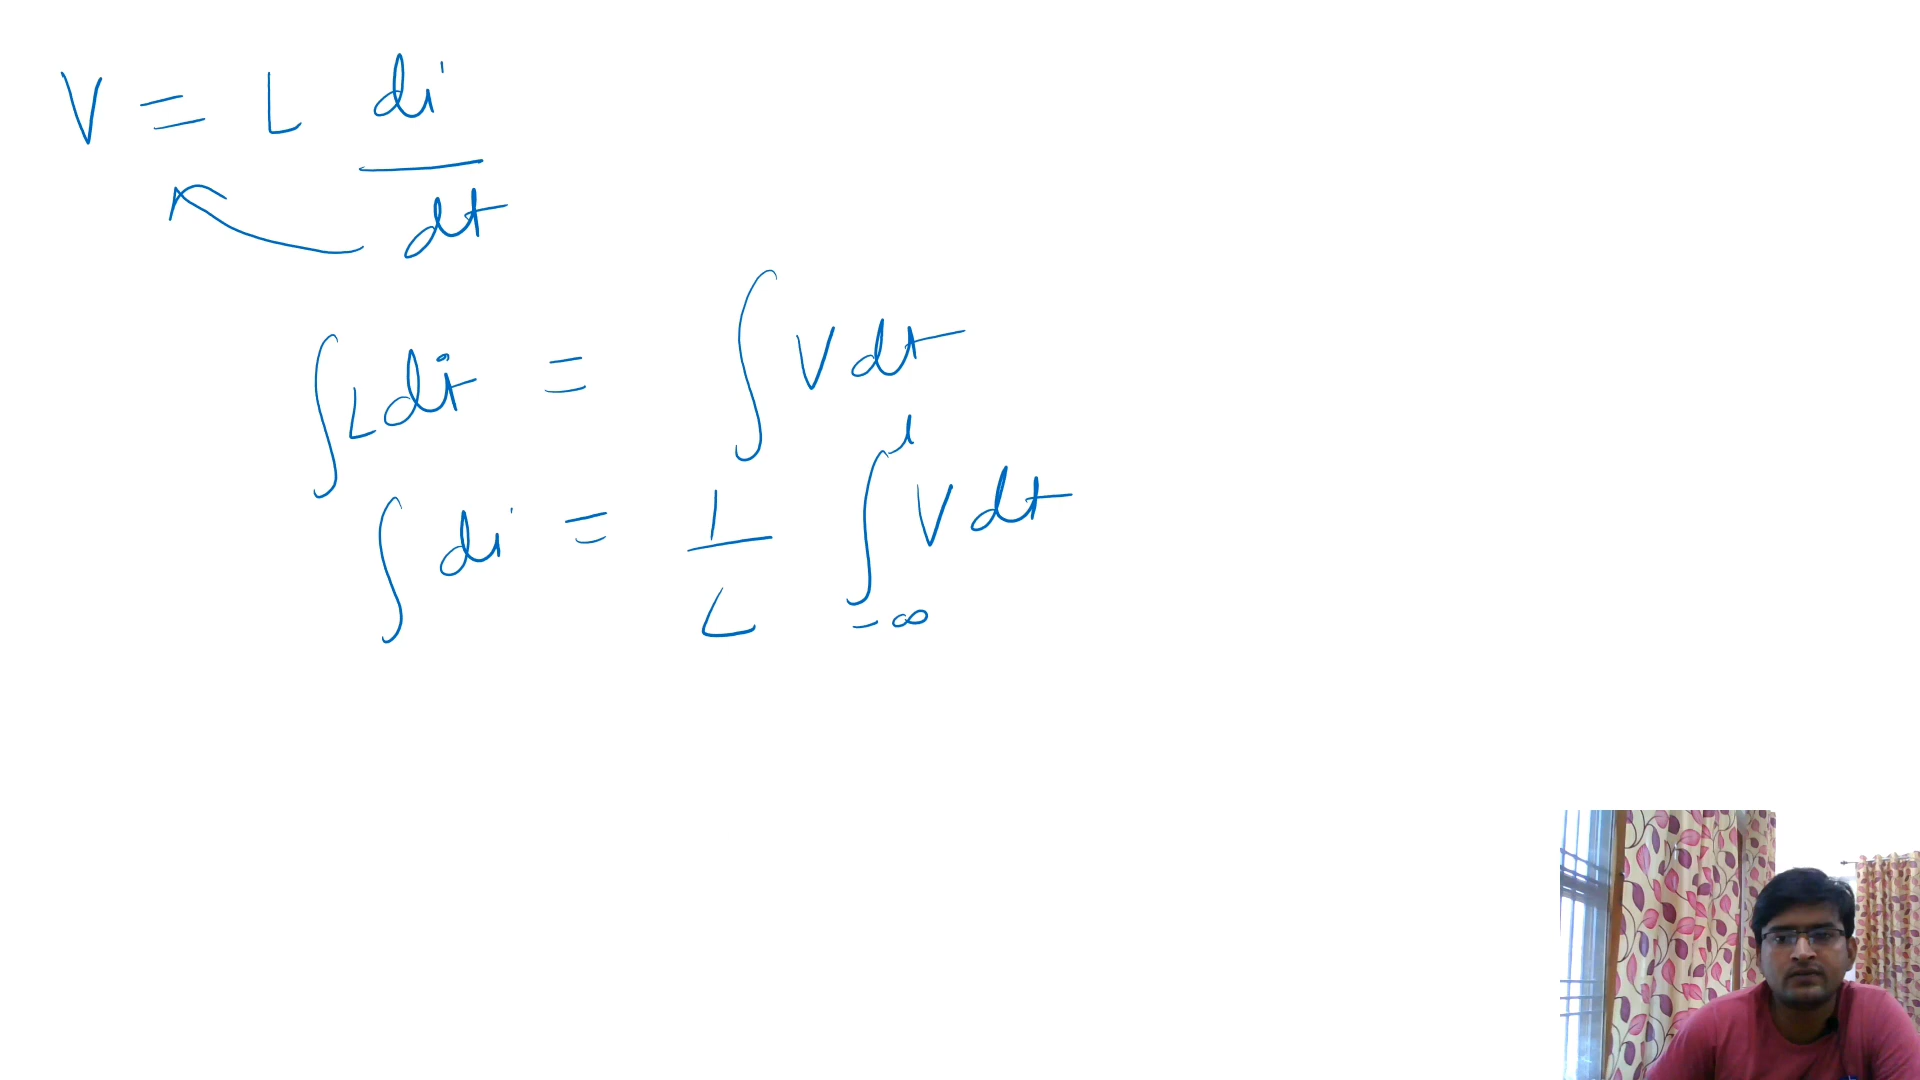 V = L di/dt
∫ L di = ∫ V dt
∫ di = 1/L ∫_{-∞}^{t} V dt